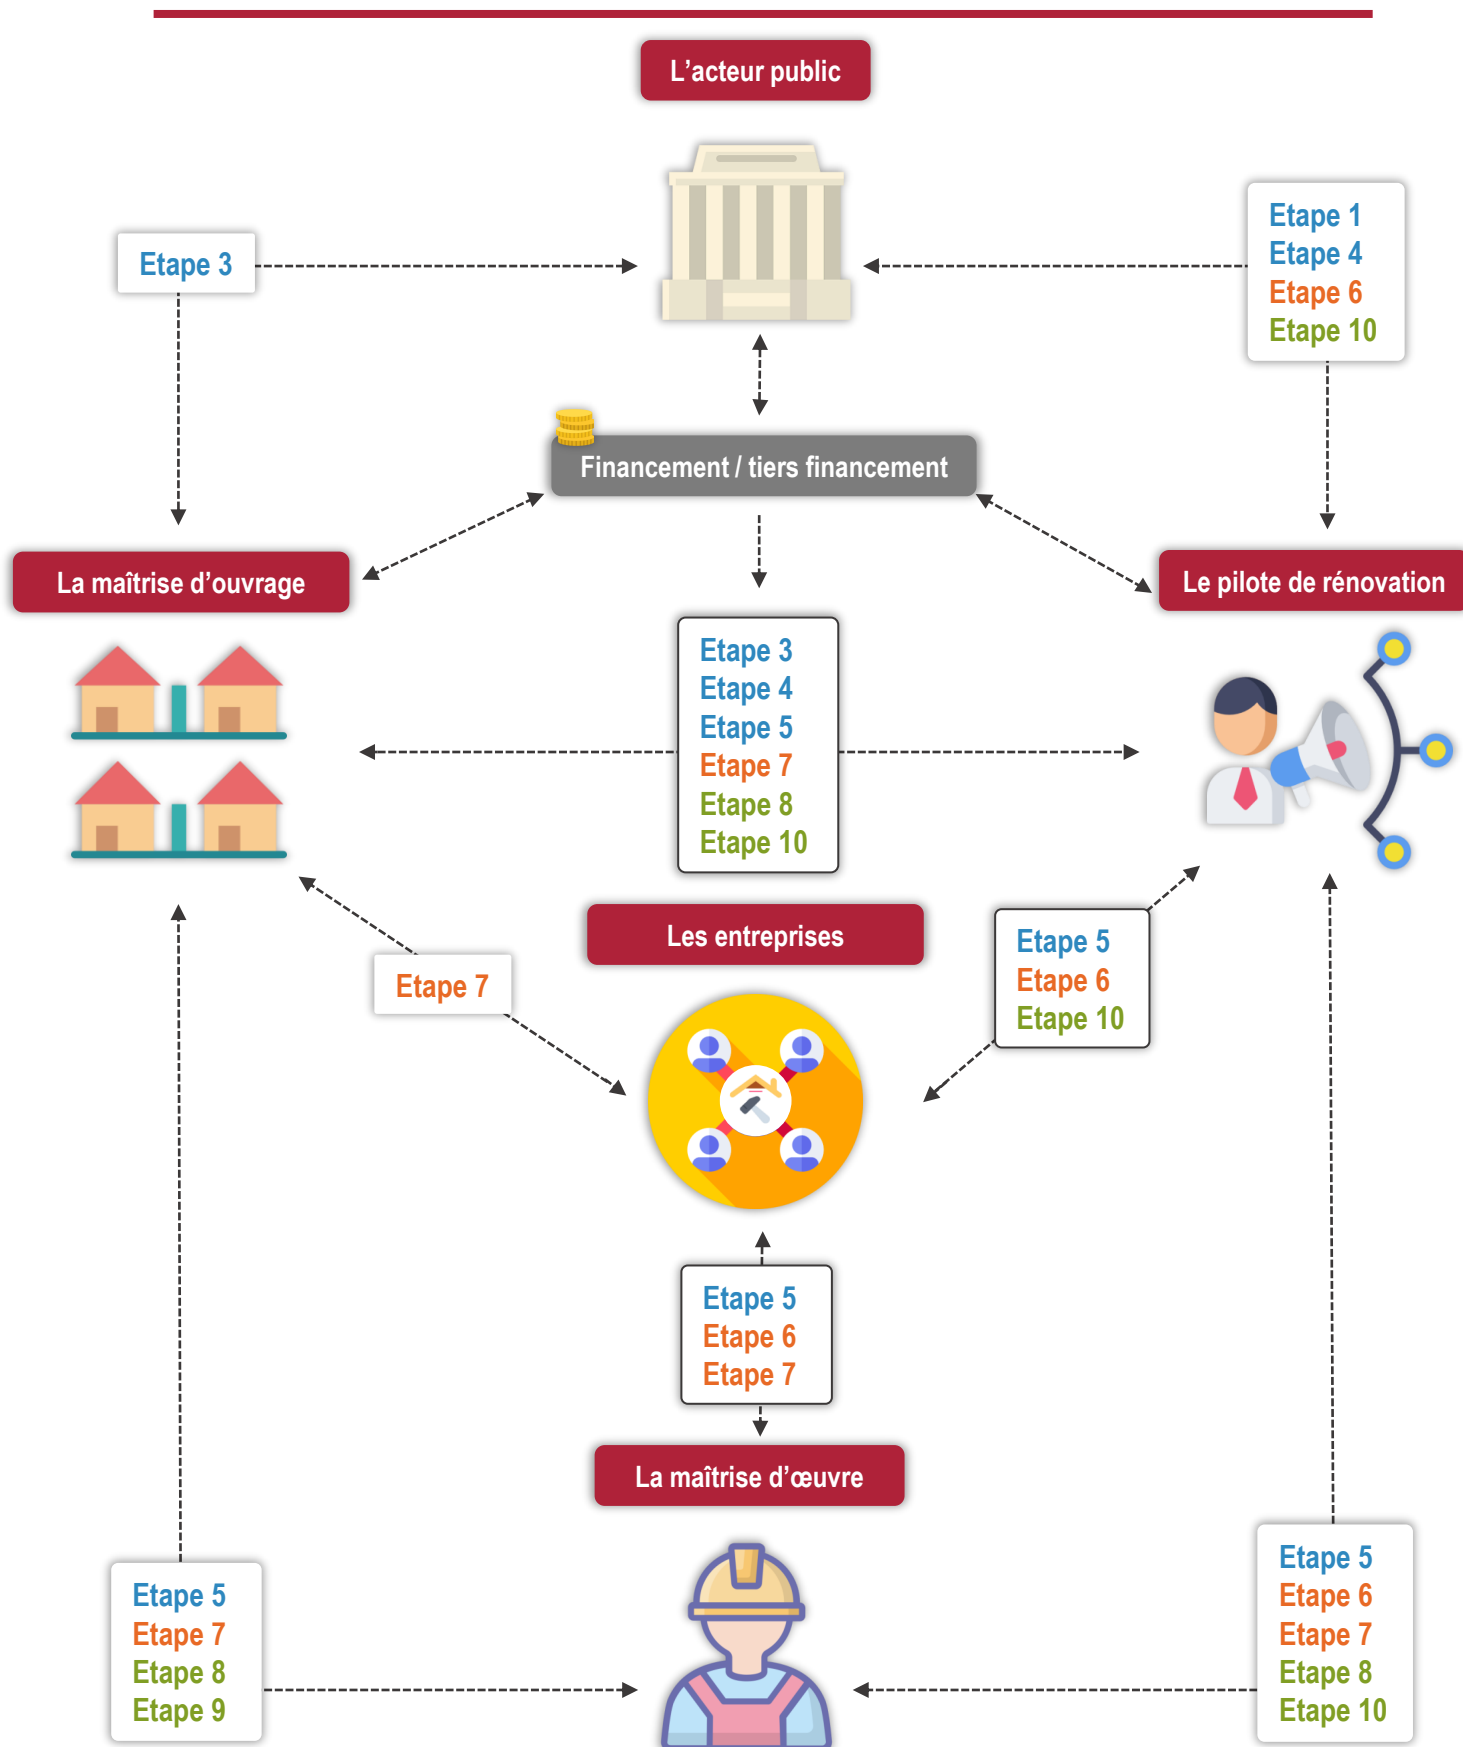 L’acteur public
Etape 3
Etape 1
Etape 4
Etape 6
Etape 10
Financement / tiers financement
La maîtrise d’ouvrage
Le pilote de rénovation
Etape 3
Etape 4
Etape 5
Etape 7
Etape 8
Etape 10
Les entreprises
Etape 7
Etape 5
Etape 6
Etape 10
Etape 5
Etape 6
Etape 7
La maîtrise d’œuvre
Etape 5
Etape 7
Etape 8
Etape 9
Etape 5
Etape 6
Etape 7
Etape 8
Etape 10